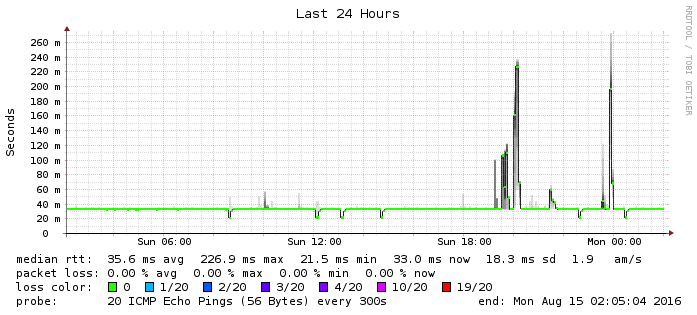 Last 24 Hours
RRDTOOL / TOBI OETIKER
Seconds
260 m
240 m
220 m
200 m
180 m
160 m
140 m
120 m
100 m
80 m
60 m
40 m
20 m
0
Sun 06:00 Sun 12:00 Sun 18:00 Mon 00:00
median rtt: 35.6 ms avg 226.9 ms max 21.5 ms min 33.0 ms now 18.3 ms sd 1.9 am/s
packet loss: 0.00 % avg 0.00 % max 0.00 % min 0.00 % now
loss color: 0 1/20 2/20 3/20 4/20 10/20 19/20
probe: 20 ICMP Echo Pings (56 Bytes) every 300s end: Mon Aug 15 02:05:04 2016